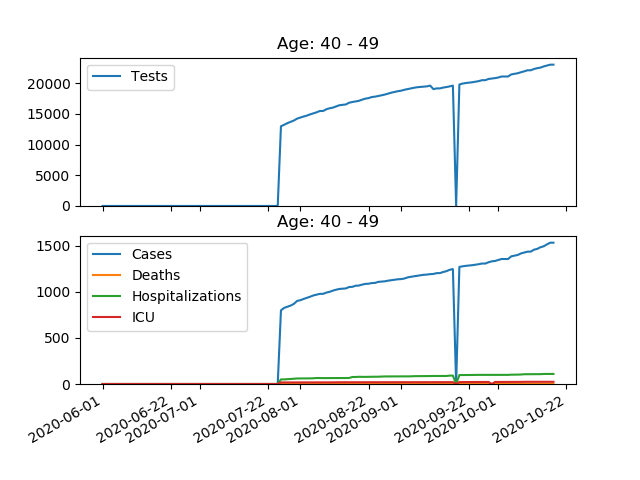 Age: 40 - 49
Tests
20000
15000
10000
5000
0
Age: 40 - 49
Cases
Deaths
Hospitalizations
ICU
1500
1000
500
0
2020-06-01
2020-06-22
2020-07-01
2020-07-22
2020-08-01
2020-08-22
2020-09-01
2020-09-22
2020-10-01
2020-10-22